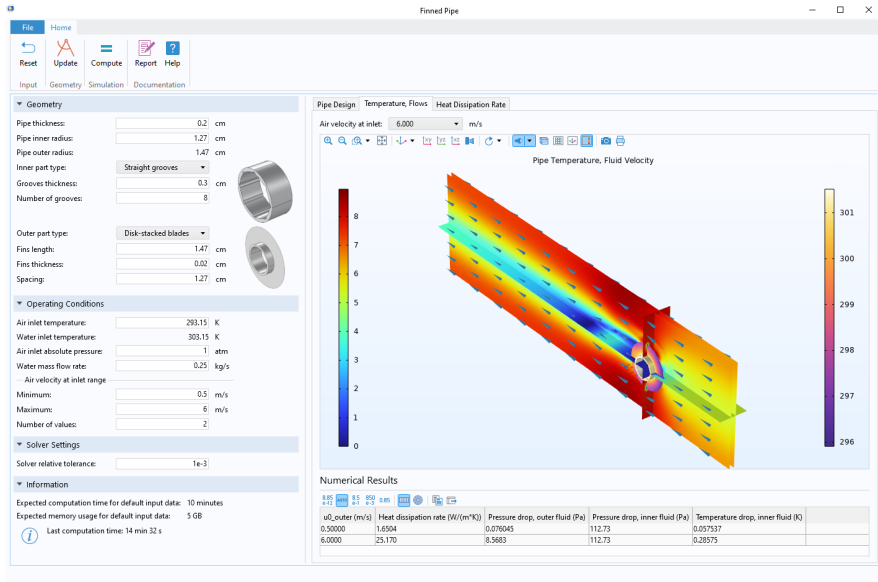 Finned Pipe
File Home
Reset Update Compute Report Help
Input Geometry Simulation Documentation
Geometry
Pipe thickness: 0.2 cm
Pipe inner radius: 1.27 cm
Pipe outer radius: 1.47 cm
Inner part type: Straight grooves
Grooves thickness: 0.3 cm
Number of grooves: 8
Outer part type: Disk-stacked blades
Fins length: 1.47 cm
Fins thickness: 0.02 cm
Spacing: 1.27 cm
Operating Conditions
Air inlet temperature: 293.15 K
Water inlet temperature: 303.15 K
Air inlet absolute pressure: 1 atm
Water mass flow rate: 0.25 kg/s
Air velocity at inlet range
Minimum: 0.5 m/s
Maximum: 6 m/s
Number of values: 2
Solver Settings
Solver relative tolerance: 1e-3
Information
Expected computation time for default input data: 10 minutes
Expected memory usage for default input data: 5 GB
Last computation time: 14 min 32 s
Pipe Design Temperature, Flows Heat Dissipation Rate
Air velocity at inlet: 6.000 m/s
Pipe Temperature, Fluid Velocity
8
7
6
5
4
3
2
1
0
301
300
299
298
297
296
Numerical Results
u0_outer (m/s) Heat dissipation rate (W/(m*K)) Pressure drop, outer fluid (Pa) Pressure drop, inner fluid (Pa) Temperature drop, inner fluid (K)
0.50000 1.6504 0.076045 112.73 0.057537
6.0000 25.170 8.5683 112.73 0.28575